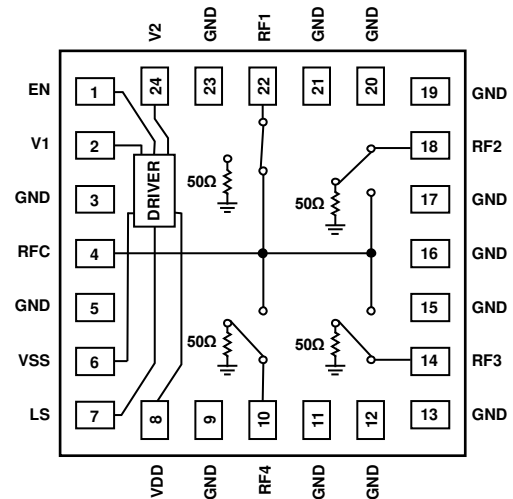 V2
GND
RF1
GND
GND
24
23
22
21
20
EN
1
19
GND
V1
2
18
RF2
GND
3
DRIVER
50Ω
50Ω
17
GND
RFC
4
16
GND
GND
5
15
GND
VSS
6
50Ω
50Ω
14
RF3
LS
7
8
9
10
11
12
13
GND
VDD
GND
RF4
GND
GND